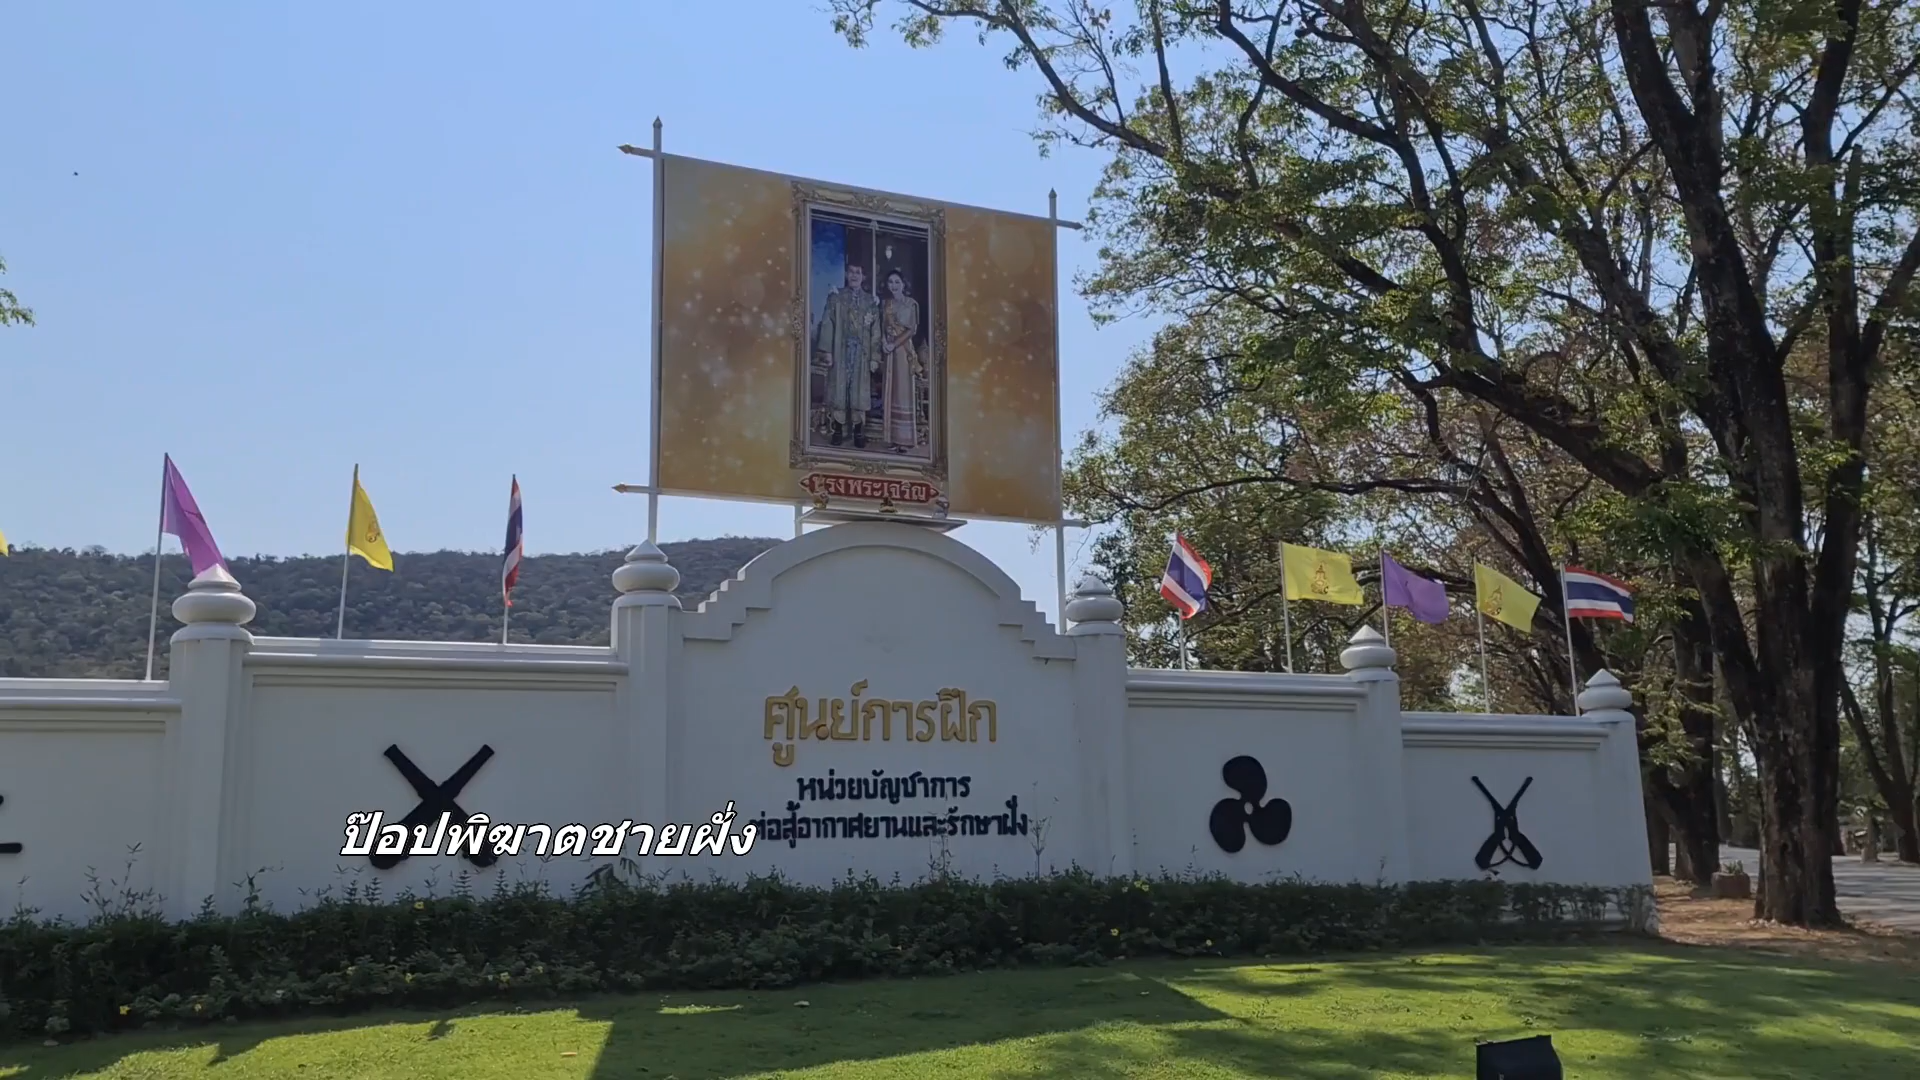 ทรงพระเจริญ
ศูนย์การฝึก
หน่วยบัญชาการ
ต่อสู้อากาศยานและรักษาฝั่ง
ป๊อปพิฆาตชายฝั่ง